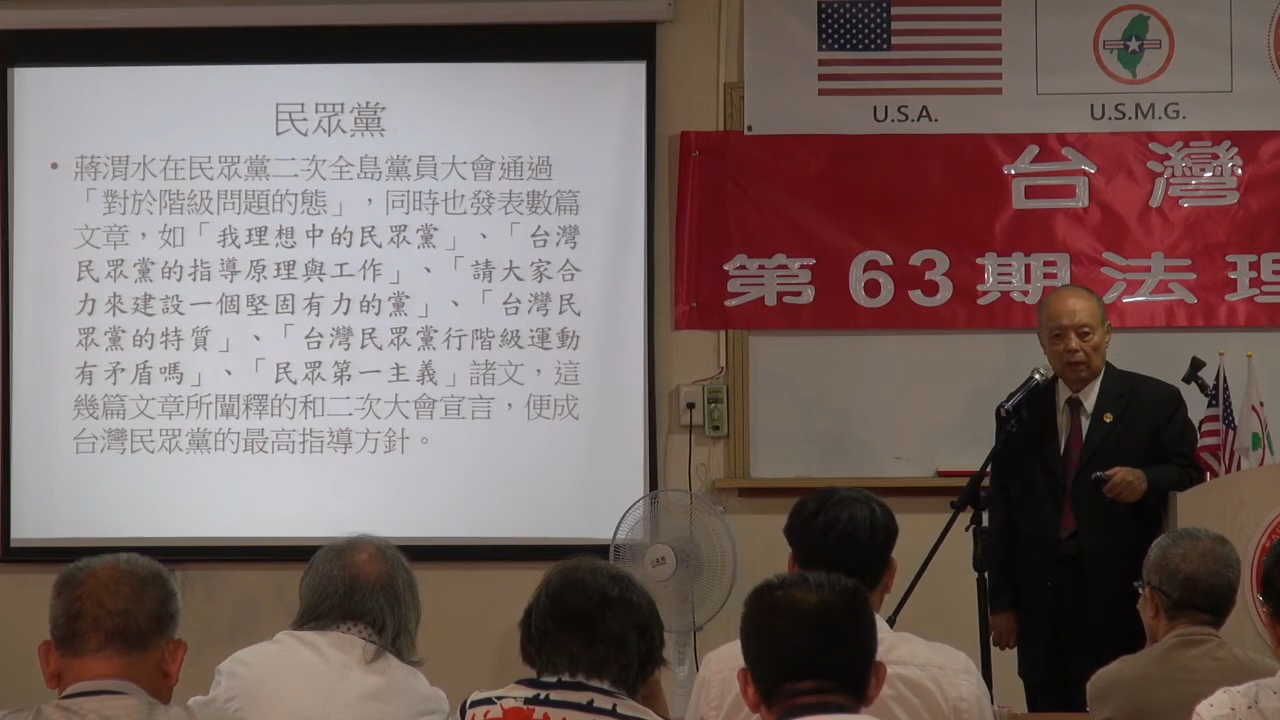 民眾黨
• 蔣渭水在民眾黨二次全島黨員大會通過
「對於階級問題的態」，同時也發表數篇
文章，如「我理想中的民眾黨」、「台灣
民眾黨的指導原理與工作」、「請大家合
力來建設一個堅固有力的黨」、「台灣民
眾黨的特質」、「台灣民眾黨行階級運動
有矛盾嗎」、「民眾第一主義」諸文，這
幾篇文章所闡釋的和二次大會宣言，便成
台灣民眾黨的最高指導方針。
U.S.A.
U.S.M.G.
台灣
第63期法理